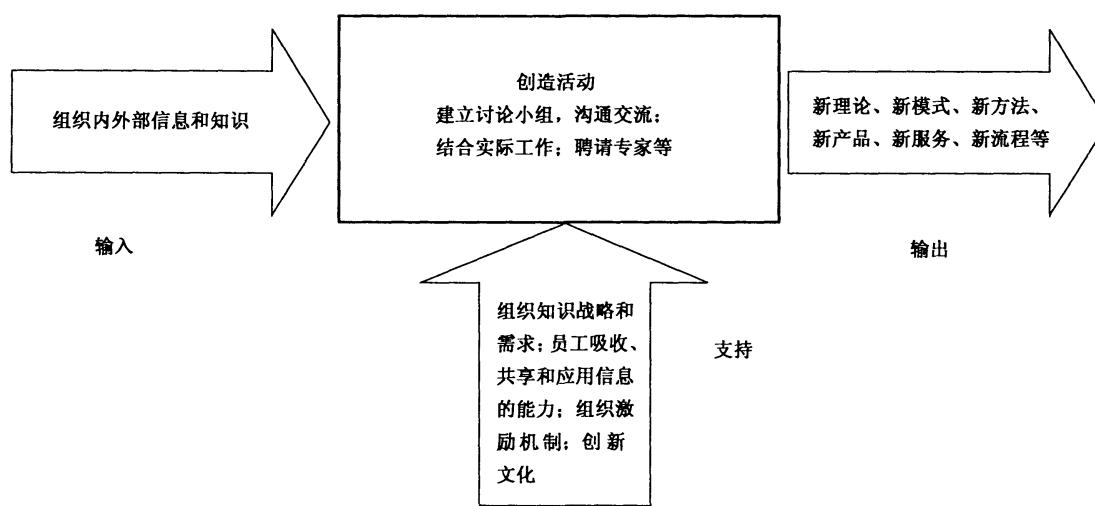 组织内外部信息和知识
创造活动
建立讨论小组，沟通交流；
结合实际工作；聘请专家等
新理论、新模式、新方法、
新产品、新服务、新流程等
输入
输出
组织知识战略和
需求；员工吸收、
共享和应用信息
的能力；组织激
励机制；创新
文化
支持